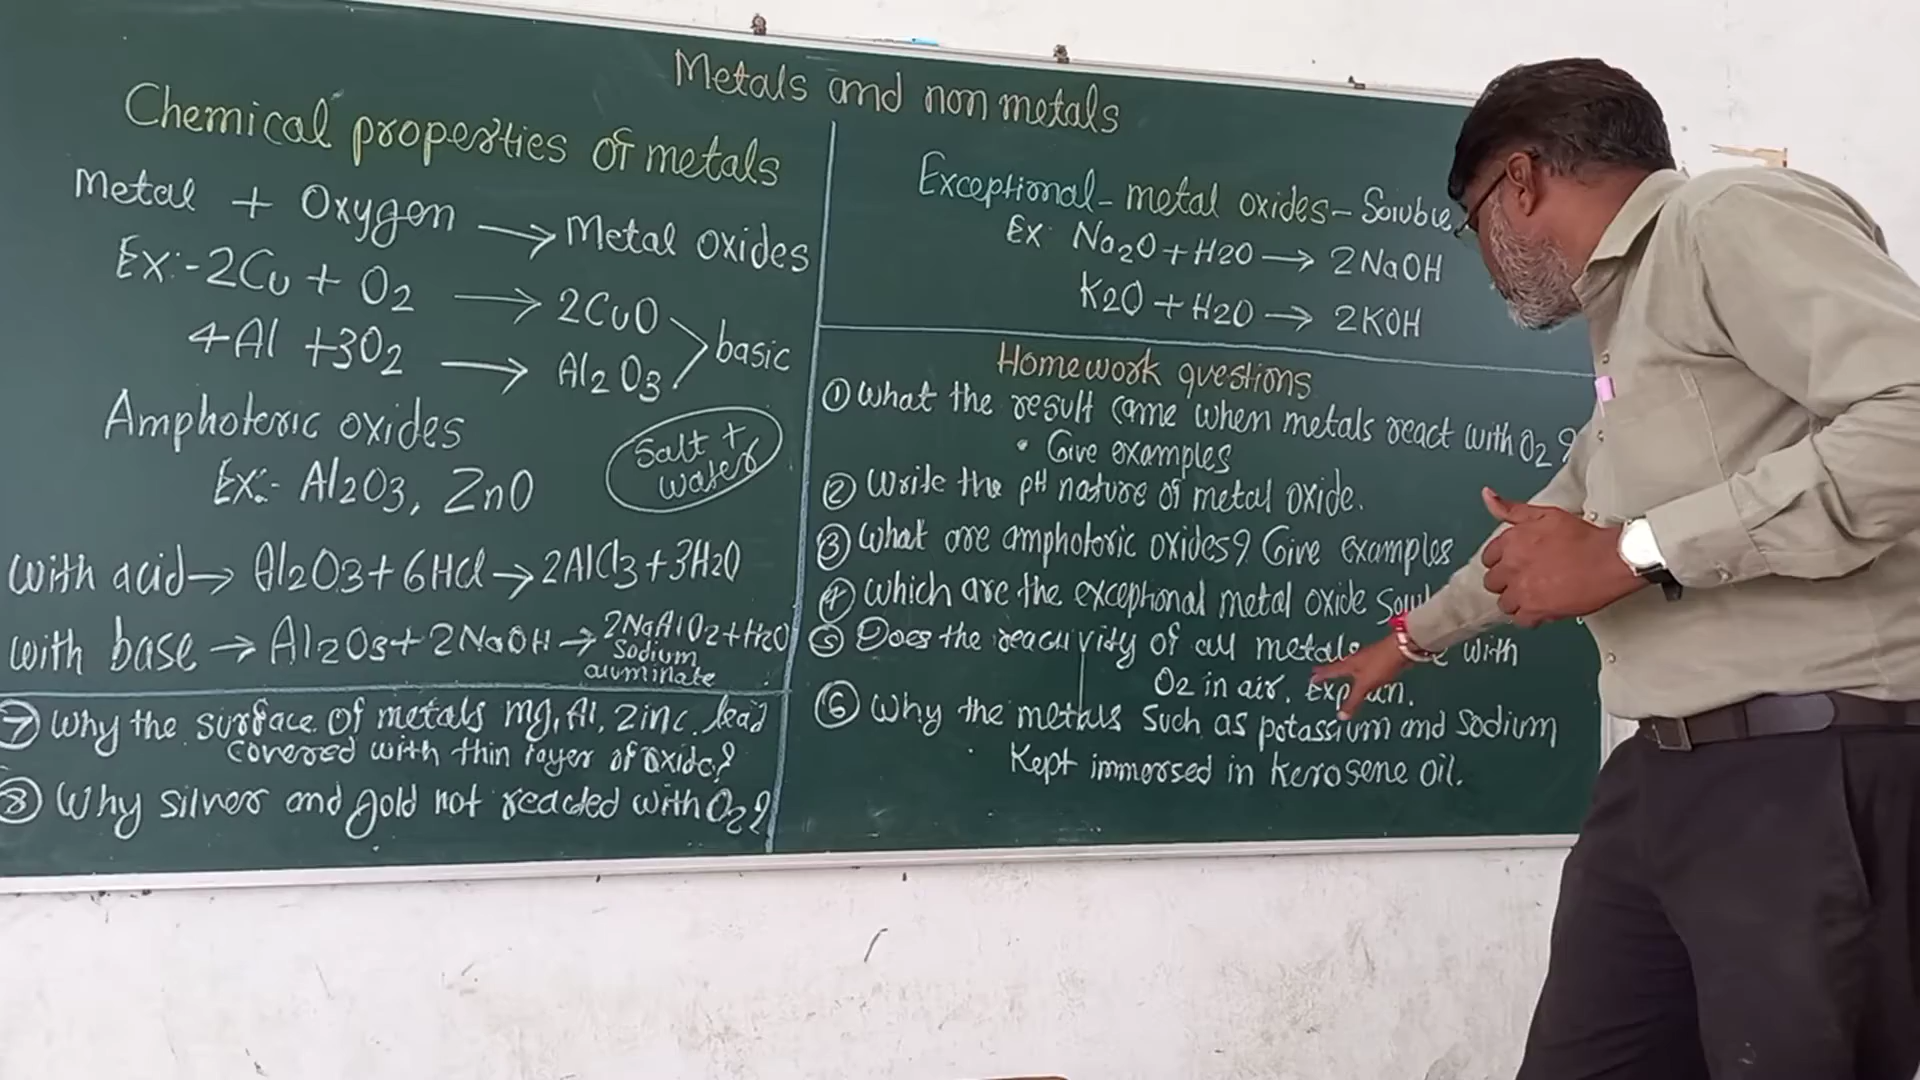 Metals and non metals
Chemical properties of metals
Metal + Oxygen → Metal oxides
Ex:- 2Cu + O2 → 2CuO
4Al + 3O2 → Al2O3
basic
Amphoteric oxides
Ex:- Al2O3, ZnO
Salt +
water
With acid → Al2O3 + 6HCl → 2AlCl3 + 3H2O
With base → Al2O3 + 2NaOH → 2NaAlO2 + H2O
Sodium
aluminate
⑦ Why the surface of metals mg, Al, Zinc, lead
covered with thin layer of oxide?
⑧ Why silver and gold not reacted with O2?
Exceptional - metal oxides - Soluble
Ex: Na2O + H2O → 2NaOH
K2O + H2O → 2KOH
Homework questions
① What the result came when metals react with O2?
• Give examples
② Write the pH nature of metal oxide.
③ What are amphoteric oxides? Give examples
④ Which are the exceptional metal oxide
⑤ Does the reactivity of all metals with
O2 in air. Explain.
⑥ Why the metals Such as potassium and Sodium
Kept immersed in Kerosene oil.